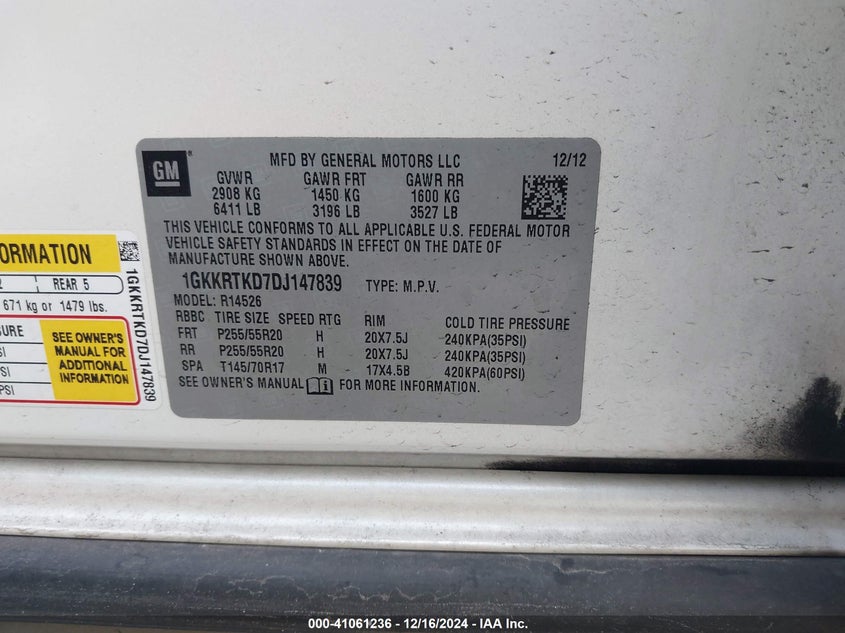 GM
MFD BY GENERAL MOTORS LLC 12/12
GVWR GAWR FRT GAWR RR
2908 KG 1450 KG 1600 KG
6411 LB 3196 LB 3527 LB
THIS VEHICLE CONFORMS TO ALL APPLICABLE U.S. FEDERAL MOTOR
VEHICLE SAFETY STANDARDS IN EFFECT ON THE DATE OF
MANUFACTURE SHOWN ABOVE.
1GKKRTKD7DJ147839 TYPE: M.P.V.
MODEL: R14526
RBBC TIRE SIZE SPEED RTG RIM COLD TIRE PRESSURE
FRT P255/55R20 H 20X7.5J 240KPA(35PSI)
RR P255/55R20 H 20X7.5J 240KPA(35PSI)
SPA T145/70R17 M 17X4.5B 420KPA(60PSI)
SEE OWNER'S MANUAL FOR MORE INFORMATION
REAR 5
671 kg or 1479 lbs.
SEE OWNER'S
MANUAL FOR
ADDITIONAL
INFORMATION
1GKKRTKD7DJ147839
000-41061236 - 12/16/2024 - IAA Inc.